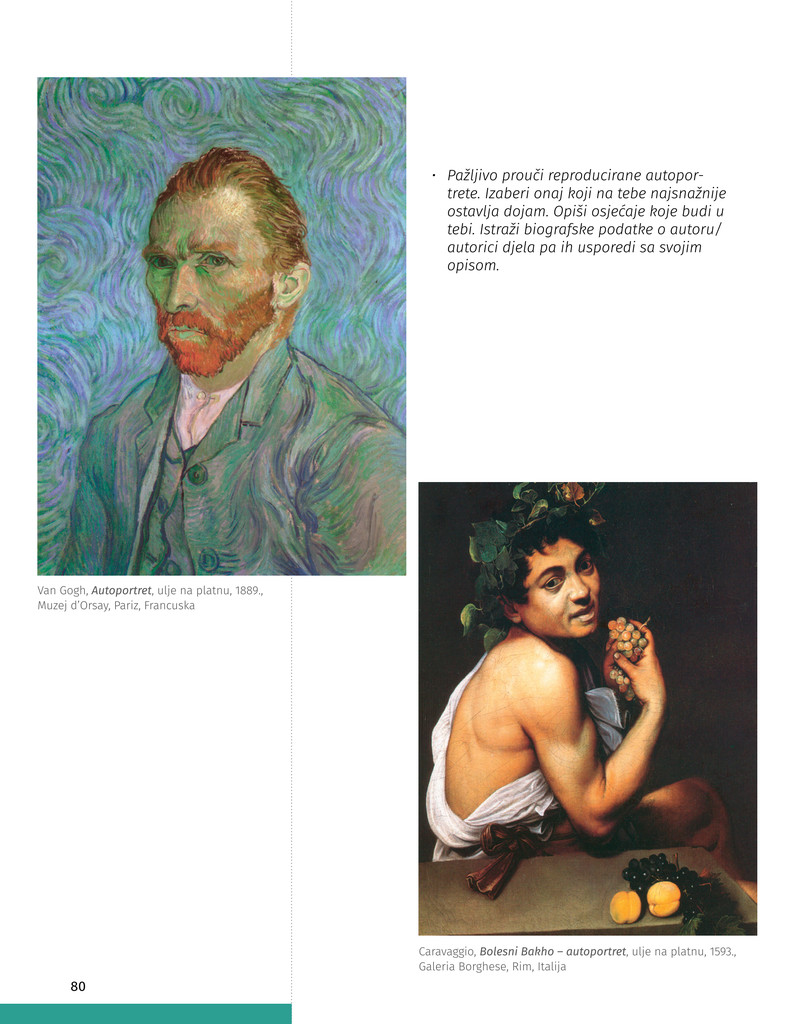 • Pažljivo prouči reproducirane autopor-
trete. Izaberi onaj koji na tebe najsnažnije
ostavlja dojam. Opiši osjećaje koje budi u
tebi. Istraži biografske podatke o autoru/
autorici djela pa ih usporedi sa svojim
opisom.
Van Gogh, Autoportret, ulje na platnu, 1889.,
Muzej d’Orsay, Pariz, Francuska
Caravaggio, Bolesni Bakho – autoportret, ulje na platnu, 1593.,
Galeria Borghese, Rim, Italija
80